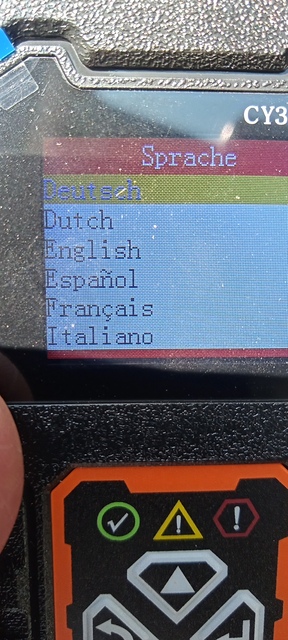 CY3
Sprache
Deutsch
Dutch
English
Español
Français
Italiano